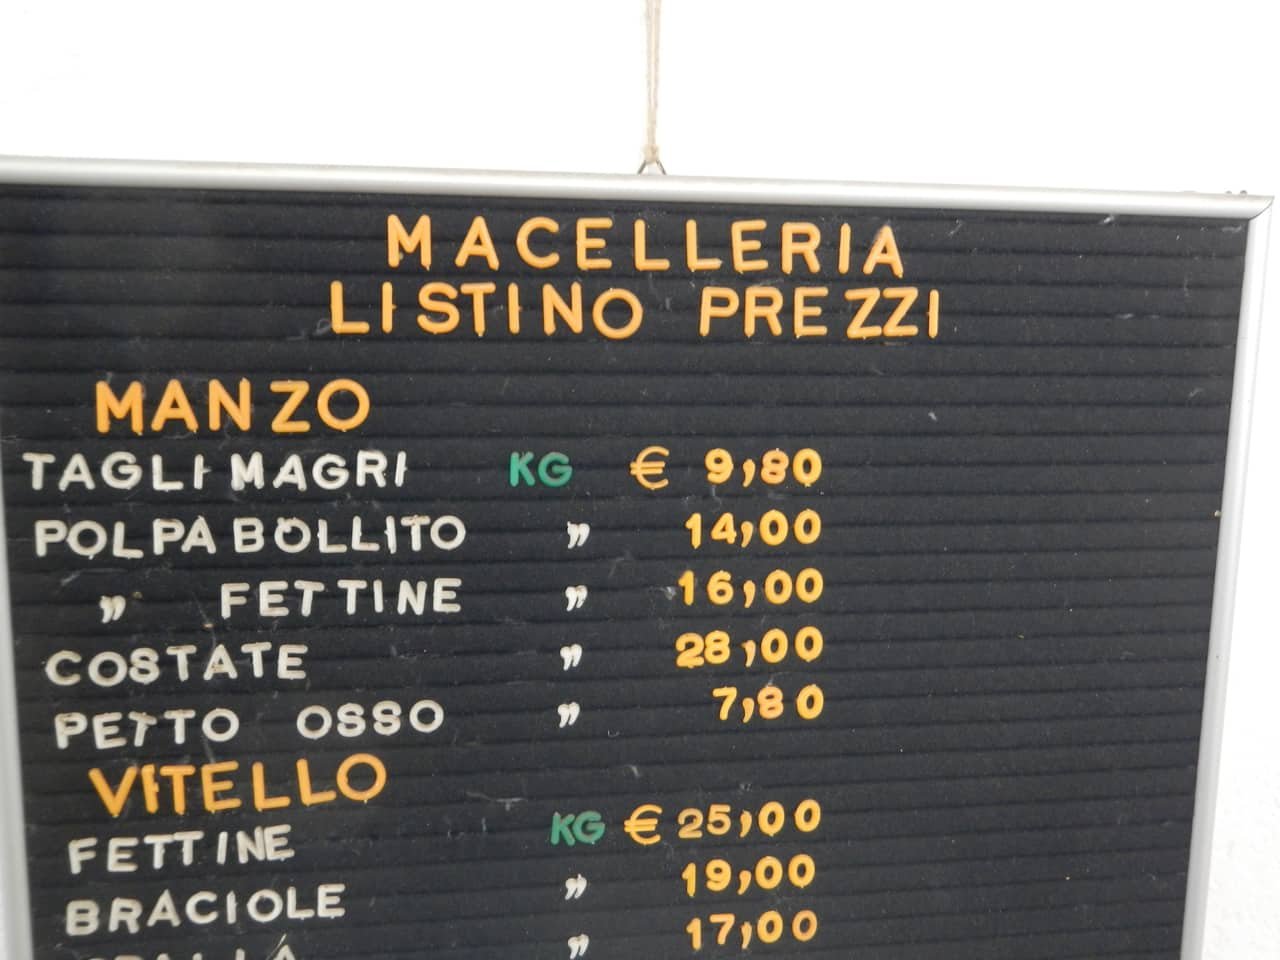 MACELLERIA
LISTINO PREZZI
MANZO
TAGLI MAGRI KG € 9,80
POLPA BOLLITO " 14,00
" FETTINE " 16,00
COSTATE " 28,00
PETTO OSSO " 7,80
VITELLO
FETTINE KG € 25,00
BRACIOLE " 19,00
" 17,00